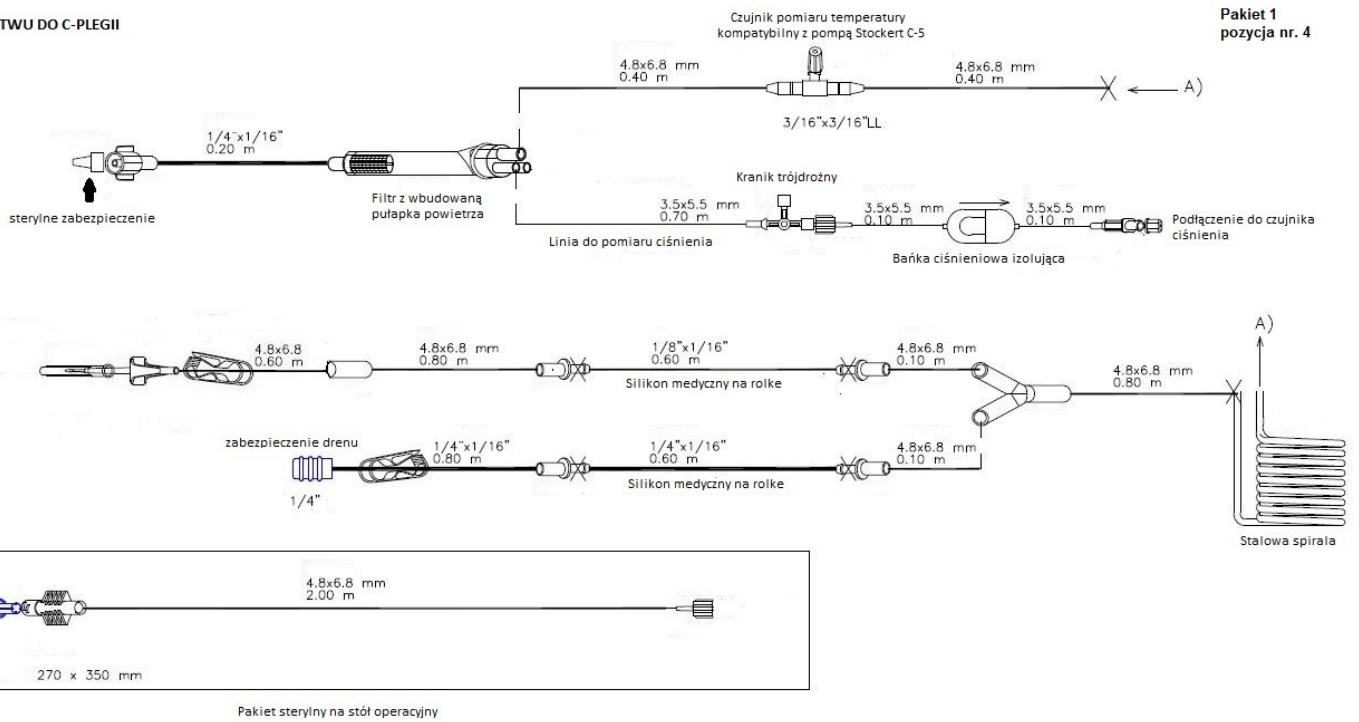 TWU DO C-PLEGII
Pakiet 1
pozycja nr. 4
Czujnik pomiaru temperatury
kompatybilny z pompą Stockert C-5
4.8x6.8 mm
0.40 m
4.8x6.8 mm
0.40 m
A)
3/16"x3/16"LL
1/4"x1/16"
0.20 m
sterylne zabezpieczenie
Filtr z wbudowaną
pułapka powietrza
Kranik trójdrożny
3.5x5.5 mm
0.70 m
3.5x5.5 mm
0.10 m
3.5x5.5 mm
0.10 m
Podłączenie do czujnika
ciśnienia
Linia do pomiaru ciśnienia
Bańka ciśnieniowa izolująca
A)
4.8x6.8
0.60 m
4.8x6.8 mm
0.80 m
1/8"x1/16"
0.60 m
Silikon medyczny na rolke
4.8x6.8 mm
0.10 m
4.8x6.8 mm
0.80 m
zabezpieczenie drenu
1/4"
1/4"x1/16"
0.80 m
1/4"x1/16"
0.60 m
Silikon medyczny na rolke
4.8x6.8 mm
0.10 m
Stalowa spirala
4.8x6.8 mm
2.00 m
270 x 350 mm
Pakiet sterylny na stół operacyjny